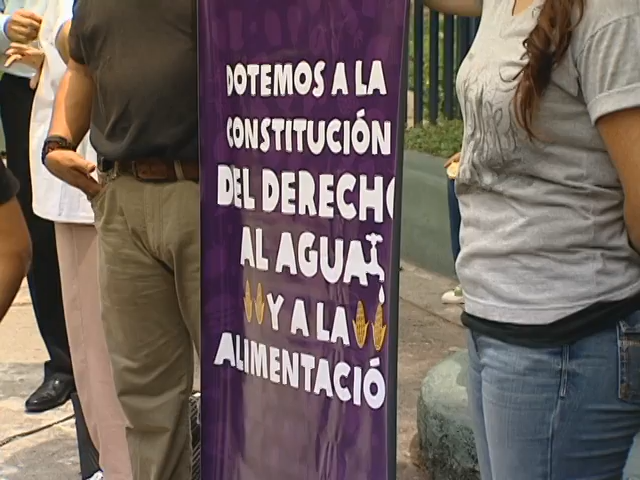 DOTEMOS A LA
CONSTITUCIÓN
DEL DERECHO
AL AGUA
Y A LA
ALIMENTACIÓ